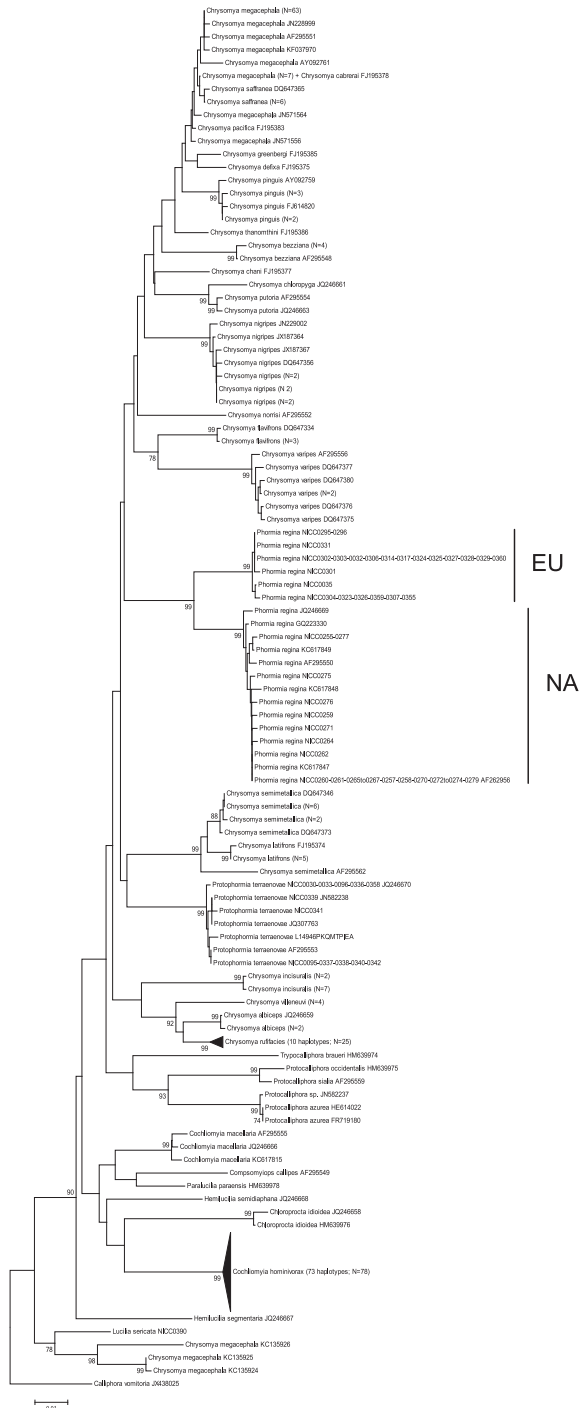 Chrysomya megacephala (N=63)
Chrysomya megacephala JN228999
Chrysomya megacephala AF295551
Chrysomya megacephala KF037970
Chrysomya megacephala AY092761
Chrysomya megacephala (N=7) + Chrysomya cabrerai FJ195378
Chrysomya saffranea DQ647365
Chrysomya saffranea (N=6)
Chrysomya megacephala JN571564
Chrysomya pacifica FJ195383
Chrysomya megacephala JN571556
Chrysomya greenbergi FJ195385
Chrysomya defixa FJ195375
Chrysomya pinguis AY092759
Chrysomya pinguis (N=3)
99
Chrysomya pinguis FJ614820
Chrysomya pinguis (N=2)
Chrysomya thanomthini FJ195386
Chrysomya bezziana (N=4)
99
Chrysomya bezziana AF295548
Chrysomya chani FJ195377
Chrysomya chloropyga JQ246661
99
Chrysomya putoria AF295554
99
Chrysomya putoria JQ246663
Chrysomya nigripes JN229002
99
Chrysomya nigripes JX187364
Chrysomya nigripes JX187367
Chrysomya nigripes DQ647356
Chrysomya nigripes (N=2)
Chrysomya nigripes (N 2)
Chrysomya nigripes (N=2)
Chrysomya norrisi AF295552
99
Chrysomya flavifrons DQ647334
Chrysomya flavifrons (N=3)
78
Chrysomya varipes AF295556
99
Chrysomya varipes DQ647377
Chrysomya varipes DQ647380
Chrysomya varipes (N=2)
Chrysomya varipes DQ647376
Chrysomya varipes DQ647375
Phormia regina NICC0295-0296
Phormia regina NICC0331
99
Phormia regina NICC0302-0303-0032-0306-0314-0317-0324-0325-0327-0328-0329-0360
Phormia regina NICC0301
Phormia regina NICC0035
Phormia regina NICC0304-0323-0326-0359-0307-0355
EU
99
Phormia regina JQ246669
99
Phormia regina GQ223330
Phormia regina NICC0255-0277
Phormia regina KC617849
Phormia regina AF295550
Phormia regina NICC0275
Phormia regina KC617848
Phormia regina NICC0276
Phormia regina NICC0259
Phormia regina NICC0271
Phormia regina NICC0264
Phormia regina NICC0262
Phormia regina KC617847
Phormia regina NICC0260-0261-0265to0267-0257-0258-0270-0272to0274-0279 AF262956
NA
Chrysomya semimetallica DQ647346
Chrysomya semimetallica (N=6)
88
Chrysomya semimetallica (N=2)
Chrysomya semimetallica DQ647373
99
Chrysomya latifrons FJ195374
99
Chrysomya latifrons (N=5)
Chrysomya semimetallica AF295562
Protophormia terraenovae NICC0030-0033-0096-0336-0358 JQ246670
Protophormia terraenovae NICC0339 JN582238
99
Protophormia terraenovae NICC0341
Protophormia terraenovae JQ307763
Protophormia terraenovae L14946PKQMTPIEA
Protophormia terraenovae AF295553
Protophormia terraenovae NICC0095-0337-0338-0340-0342
99
Chrysomya incisuralis (N=2)
Chrysomya incisuralis (N=7)
Chrysomya villeneuvi (N=4)
92
99
Chrysomya albiceps JQ246659
Chrysomya albiceps (N=2)
99
Chrysomya rufifacies (10 haplotypes; N=25)
Trypocalliphora braueri HM639974
99
Protocalliphora occidentalis HM639975
Protocalliphora sialia AF295559
93
Protocalliphora sp. JN582237
99
Protocalliphora azurea HE614022
74
Protocalliphora azurea FR719180
Cochliomyia macellaria AF295555
99
Cochliomyia macellaria JQ246666
Cochliomyia macellaria KC617815
Compsomyiops callipes AF295549
Paralucilia paraensis HM639978
90
Hemilucilia semidiaphana JQ246668
99
Chloroprocta idioidea JQ246658
Chloroprocta idioidea HM639976
99
Cochliomyia hominivorax (73 haplotypes; N=78)
Hemilucilia segmentaria JQ246667
Lucilia sericata NICC0390
78
Chrysomya megacephala KC135926
98
Chrysomya megacephala KC135925
99
Chrysomya megacephala KC135924
Calliphora vomitoria JX438025